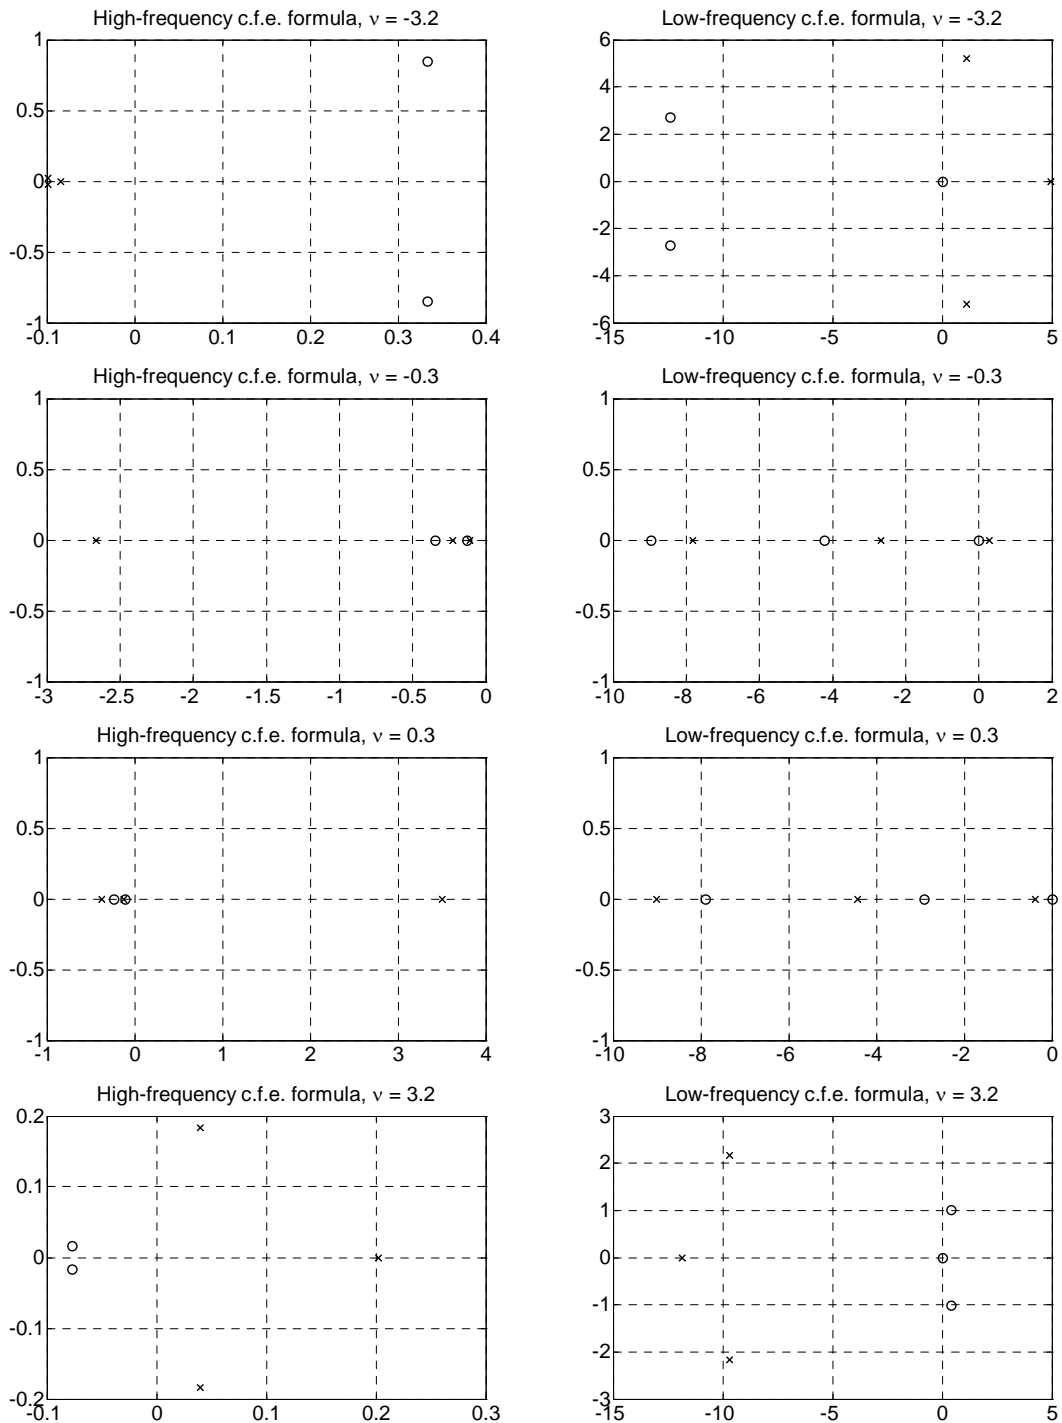 High-frequency c.f.e. formula, ν = -3.2
1
0.5
0
-0.5
-1
-0.1 0 0.1 0.2 0.3 0.4
Low-frequency c.f.e. formula, ν = -3.2
6
4
2
0
-2
-4
-6
-15 -10 -5 0 5
High-frequency c.f.e. formula, ν = -0.3
1
0.5
0
-0.5
-1
-3 -2.5 -2 -1.5 -1 -0.5 0
Low-frequency c.f.e. formula, ν = -0.3
1
0.5
0
-0.5
-1
-10 -8 -6 -4 -2 0 2
High-frequency c.f.e. formula, ν = 0.3
1
0.5
0
-0.5
-1
-1 0 1 2 3 4
Low-frequency c.f.e. formula, ν = 0.3
1
0.5
0
-0.5
-1
-10 -8 -6 -4 -2 0
High-frequency c.f.e. formula, ν = 3.2
0.2
0.1
0
-0.1
-0.2
-0.1 0 0.1 0.2 0.3
Low-frequency c.f.e. formula, ν = 3.2
3
2
1
0
-1
-2
-3
-15 -10 -5 0 5